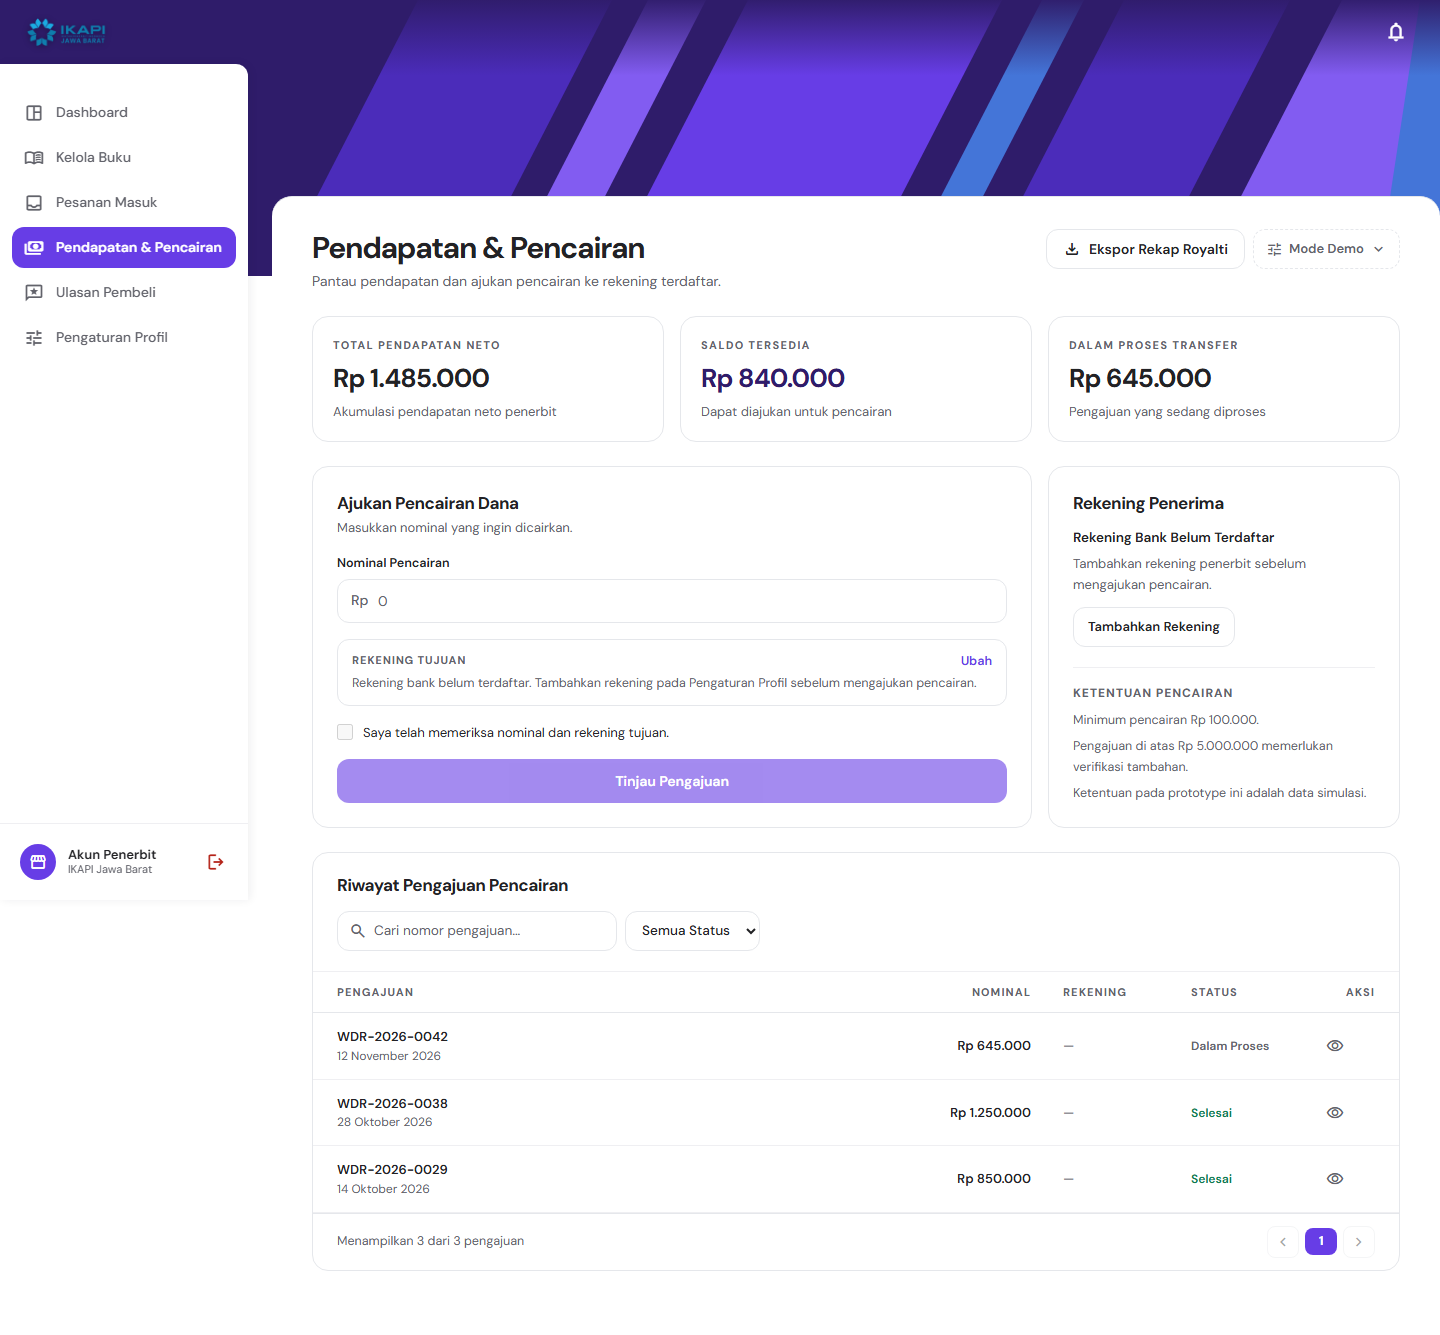 IKAPI
JAWA BARAT
Dashboard
Kelola Buku
Pesanan Masuk
Pendapatan & Pencairan
Ulasan Pembeli
Pengaturan Profil
Akun Penerbit
IKAPI Jawa Barat
Pendapatan & Pencairan
Pantau pendapatan dan ajukan pencairan ke rekening terdaftar.
Ekspor Rekap Royalti
Mode Demo
TOTAL PENDAPATAN NETO
Rp 1.485.000
Akumulasi pendapatan neto penerbit
SALDO TERSEDIA
Rp 840.000
Dapat diajukan untuk pencairan
DALAM PROSES TRANSFER
Rp 645.000
Pengajuan yang sedang diproses
Ajukan Pencairan Dana
Masukkan nominal yang ingin dicairkan.
Nominal Pencairan
Rp 0
REKENING TUJUAN
Ubah
Rekening bank belum terdaftar. Tambahkan rekening pada Pengaturan Profil sebelum mengajukan pencairan.
Saya telah memeriksa nominal dan rekening tujuan.
Tinjau Pengajuan
Rekening Penerima
Rekening Bank Belum Terdaftar
Tambahkan rekening penerbit sebelum
mengajukan pencairan.
Tambahkan Rekening
KETENTUAN PENCAIRAN
Minimum pencairan Rp 100.000.
Pengajuan di atas Rp 5.000.000 memerlukan
verifikasi tambahan.
Ketentuan pada prototype ini adalah data simulasi.
Riwayat Pengajuan Pencairan
Cari nomor pengajuan...
Semua Status
PENGAJUAN NOMINAL REKENING STATUS AKSI
WDR-2026-0042
12 November 2026
Rp 645.000 — Dalam Proses
WDR-2026-0038
28 Oktober 2026
Rp 1.250.000 — Selesai
WDR-2026-0029
14 Oktober 2026
Rp 850.000 — Selesai
Menampilkan 3 dari 3 pengajuan
1